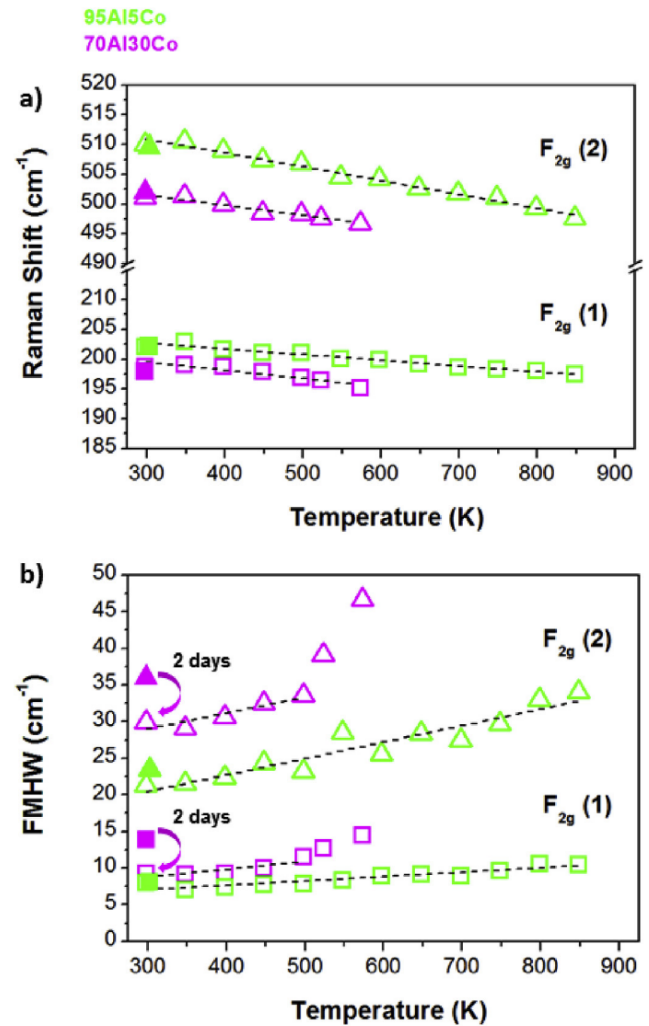 95Al5Co
70Al30Co
a)
520
515
510
505
500
495
490
210
205
200
195
190
185
Raman Shift (cm-1)
F2g (2)
F2g (1)
300 400 500 600 700 800 900
Temperature (K)
b)
50
45
40
35
30
25
20
15
10
5
0
FMHW (cm-1)
2 days
F2g (2)
2 days
F2g (1)
300 400 500 600 700 800 900
Temperature (K)